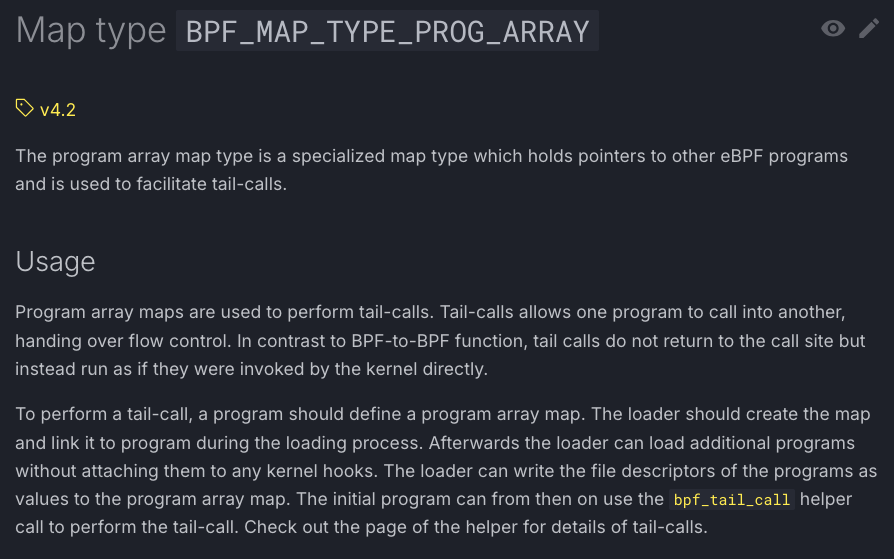 Map type BPF_MAP_TYPE_PROG_ARRAY
v4.2
The program array map type is a specialized map type which holds pointers to other eBPF programs
and is used to facilitate tail-calls.
Usage
Program array maps are used to perform tail-calls. Tail-calls allows one program to call into another,
handing over flow control. In contrast to BPF-to-BPF function, tail calls do not return to the call site but
instead run as if they were invoked by the kernel directly.
To perform a tail-call, a program should define a program array map. The loader should create the map
and link it to program during the loading process. Afterwards the loader can load additional programs
without attaching them to any kernel hooks. The loader can write the file descriptors of the programs as
values to the program array map. The initial program can from then on use the bpf_tail_call helper
call to perform the tail-call. Check out the page of the helper for details of tail-calls.